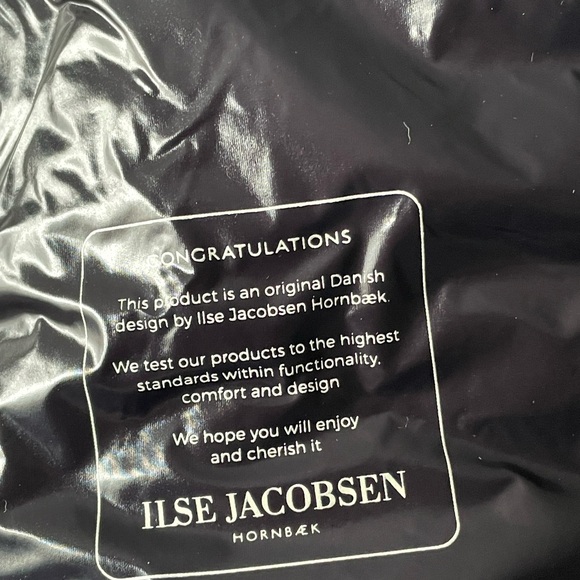 CONGRATULATIONS
This product is an original Danish
design by Ilse Jacobsen Hornbæk.
We test our products to the highest
standards within functionality,
comfort and design
We hope you will enjoy
and cherish it
ILSE JACOBSEN
HORNBÆK